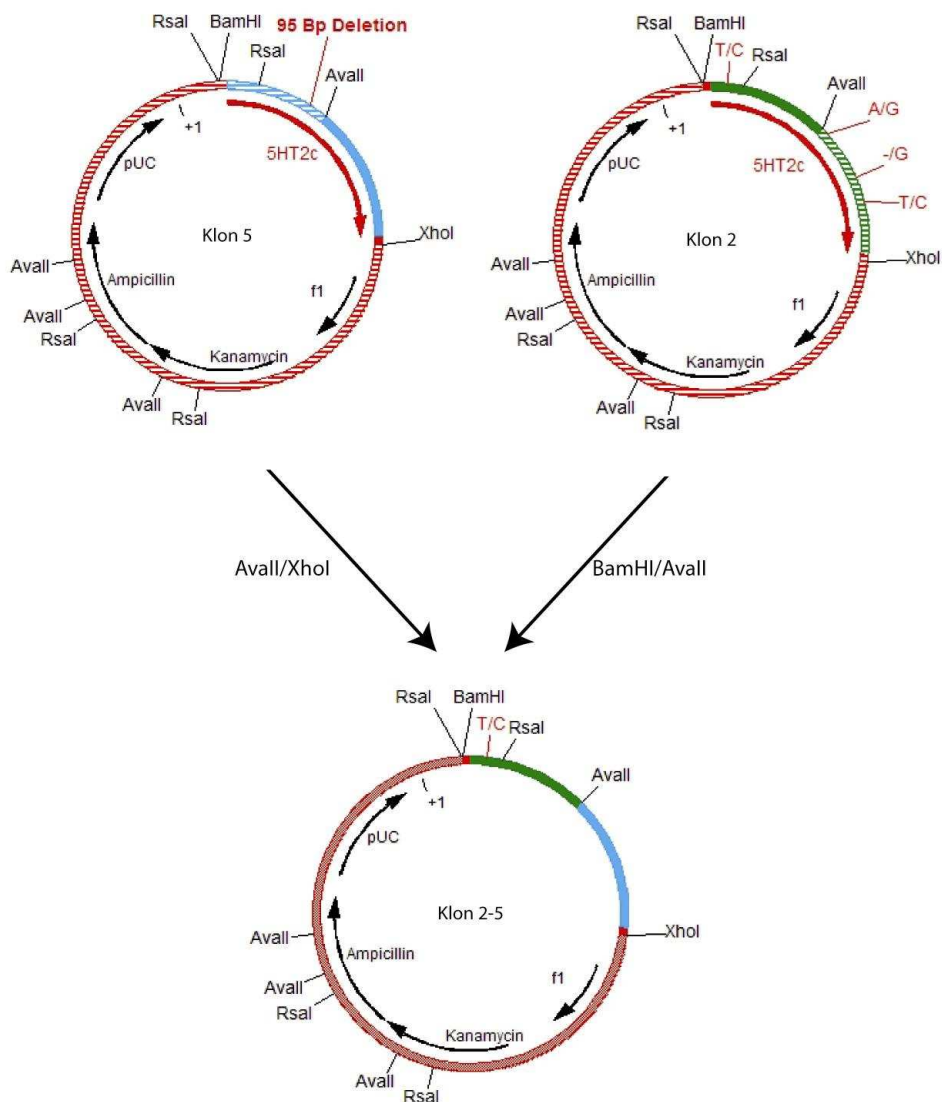 RsaI BamHI 95 Bp Deletion
RsaI
AvaII
+1
pUC
5HT2c
Klon 5
XhoI
AvaII
Ampicillin
f1
AvaII
RsaI
Kanamycin
AvaII
RsaI
RsaI BamHI
T/C RsaI
AvaII
A/G
+1
-/G
pUC
5HT2c
T/C
Klon 2
XhoI
AvaII
Ampicillin
f1
AvaII
RsaI
Kanamycin
AvaII
RsaI
AvaII/XhoI
BamHI/AvaII
RsaI BamHI
T/C RsaI
AvaII
+1
pUC
Klon 2-5
XhoI
AvaII
Ampicillin
f1
AvaII
RsaI
Kanamycin
AvaII
RsaI